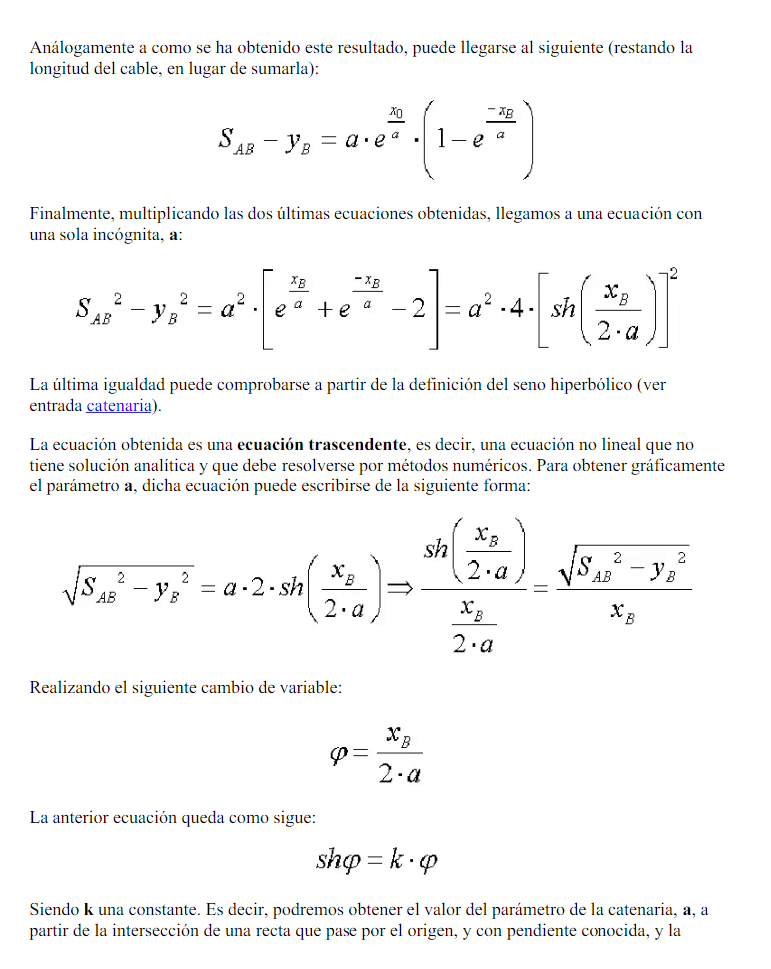 Análogamente a como se ha obtenido este resultado, puede llegarse al siguiente (restando la
longitud del cable, en lugar de sumarla):
S_{AB} - y_B = a \cdot e^{\frac{x_0}{a}} \cdot \left( 1 - e^{\frac{-x_B}{a}} \right)
Finalmente, multiplicando las dos últimas ecuaciones obtenidas, llegamos a una ecuación con
una sola incógnita, a:
S_{AB}^2 - y_B^2 = a^2 \cdot \left[ e^{\frac{x_B}{a}} + e^{\frac{-x_B}{a}} - 2 \right] = a^2 \cdot 4 \cdot \left[ sh\left( \frac{x_B}{2 \cdot a} \right) \right]^2
La última igualdad puede comprobarse a partir de la definición del seno hiperbólico (ver
entrada catenaria).
La ecuación obtenida es una ecuación trascendente, es decir, una ecuación no lineal que no
tiene solución analítica y que debe resolverse por métodos numéricos. Para obtener gráficamente
el parámetro a, dicha ecuación puede escribirse de la siguiente forma:
\sqrt{S_{AB}^2 - y_B^2} = a \cdot 2 \cdot sh\left( \frac{x_B}{2 \cdot a} \right) \Rightarrow \frac{sh\left( \frac{x_B}{2 \cdot a} \right)}{\frac{x_B}{2 \cdot a}} = \frac{\sqrt{S_{AB}^2 - y_B^2}}{x_B}
Realizando el siguiente cambio de variable:
\varphi = \frac{x_B}{2 \cdot a}
La anterior ecuación queda como sigue:
sh\varphi = k \cdot \varphi
Siendo k una constante. Es decir, podremos obtener el valor del parámetro de la catenaria, a, a
partir de la intersección de una recta que pase por el origen, y con pendiente conocida, y la